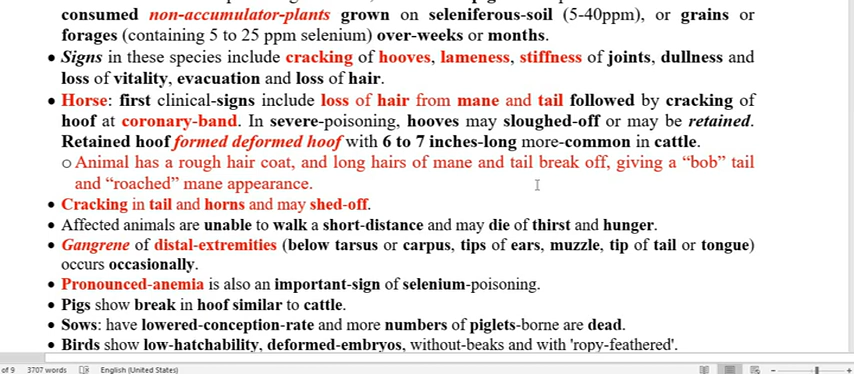 consumed non-accumulator-plants grown on seleniferous-soil (5-40ppm), or grains or
forages (containing 5 to 25 ppm selenium) over-weeks or months.
• Signs in these species include cracking of hooves, lameness, stiffness of joints, dullness and
loss of vitality, evacuation and loss of hair.
• Horse: first clinical-signs include loss of hair from mane and tail followed by cracking of
hoof at coronary-band. In severe-poisoning, hooves may sloughed-off or may be retained.
Retained hoof formed deformed hoof with 6 to 7 inches-long more-common in cattle.
o Animal has a rough hair coat, and long hairs of mane and tail break off, giving a “bob” tail
and “roached” mane appearance.
• Cracking in tail and horns and may shed-off.
• Affected animals are unable to walk a short-distance and may die of thirst and hunger.
• Gangrene of distal-extremities (below tarsus or carpus, tips of ears, muzzle, tip of tail or tongue)
occurs occasionally.
• Pronounced-anemia is also an important-sign of selenium-poisoning.
• Pigs show break in hoof similar to cattle.
• Sows: have lowered-conception-rate and more numbers of piglets-borne are dead.
• Birds show low-hatchability, deformed-embryos, without-beaks and with 'ropy-feathered'.
of 9 3707 words English (United States)